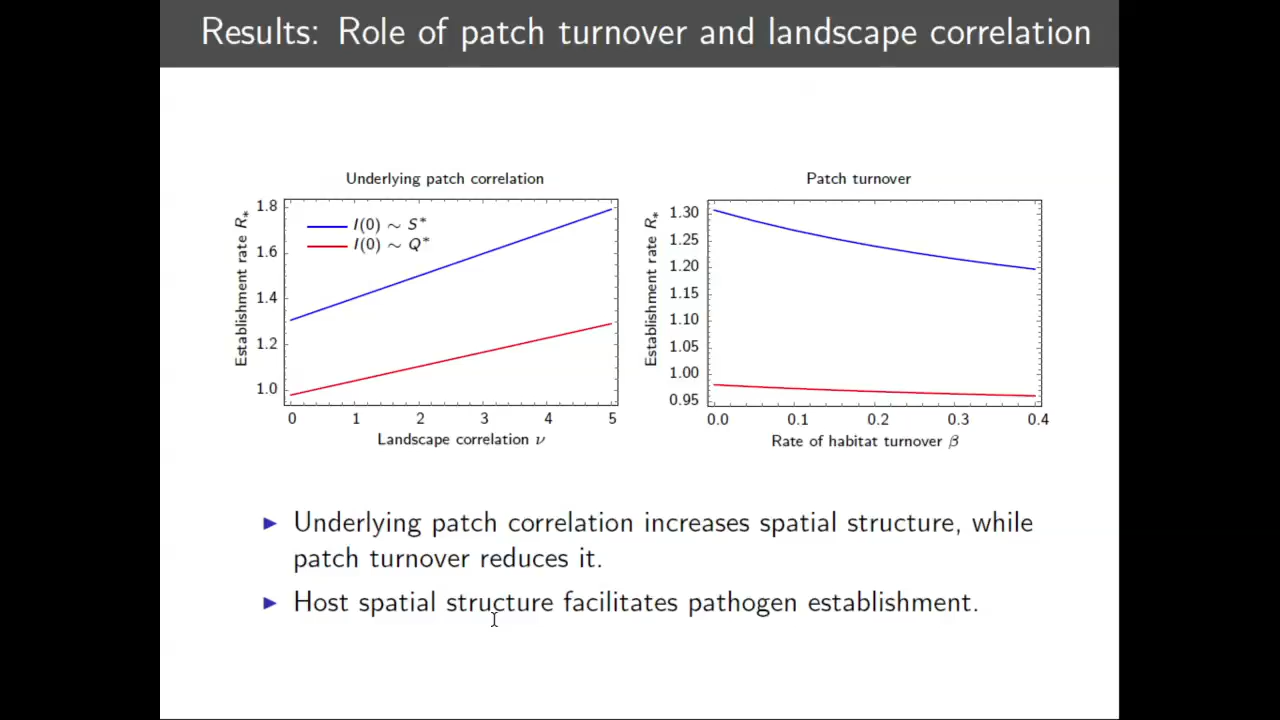 Results: Role of patch turnover and landscape correlation
Underlying patch correlation
Establishment rate R*
1.8
1.6
1.4
1.2
1.0
I(0) ∼ S*
I(0) ∼ Q*
0 1 2 3 4 5
Landscape correlation ν
Patch turnover
Establishment rate R*
1.30
1.25
1.20
1.15
1.10
1.05
1.00
0.95
0.0 0.1 0.2 0.3 0.4
Rate of habitat turnover β
Underlying patch correlation increases spatial structure, while
patch turnover reduces it.
Host spatial structure facilitates pathogen establishment.